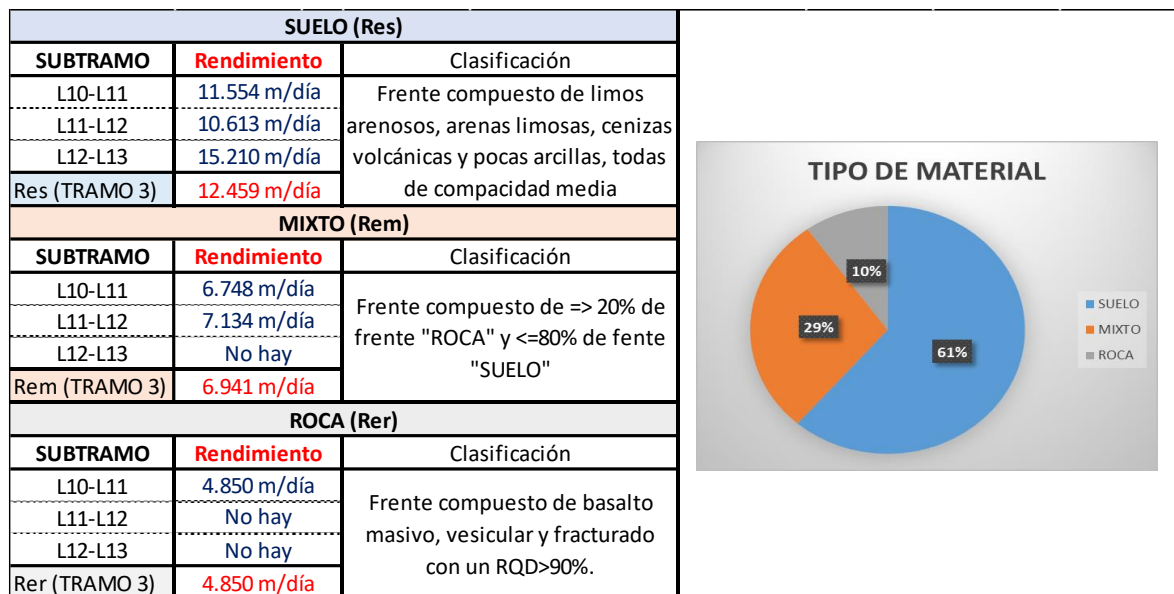 SUELO (Res)
SUBTRAMO Rendimiento Clasificación
L10-L11 11.554 m/día
L11-L12 10.613 m/día
L12-L13 15.210 m/día
Res (TRAMO 3) 12.459 m/día
Frente compuesto de limos
arenosos, arenas limosas, cenizas
volcánicas y pocas arcillas, todas
de compacidad media
MIXTO (Rem)
SUBTRAMO Rendimiento Clasificación
L10-L11 6.748 m/día
L11-L12 7.134 m/día
L12-L13 No hay
Rem (TRAMO 3) 6.941 m/día
Frente compuesto de => 20% de
frente "ROCA" y <=80% de fente
"SUELO"
ROCA (Rer)
SUBTRAMO Rendimiento Clasificación
L10-L11 4.850 m/día
L11-L12 No hay
L12-L13 No hay
Rer (TRAMO 3) 4.850 m/día
Frente compuesto de basalto
masivo, vesicular y fracturado
con un RQD>90%.
TIPO DE MATERIAL
10%
29%
61%
SUELO
MIXTO
ROCA